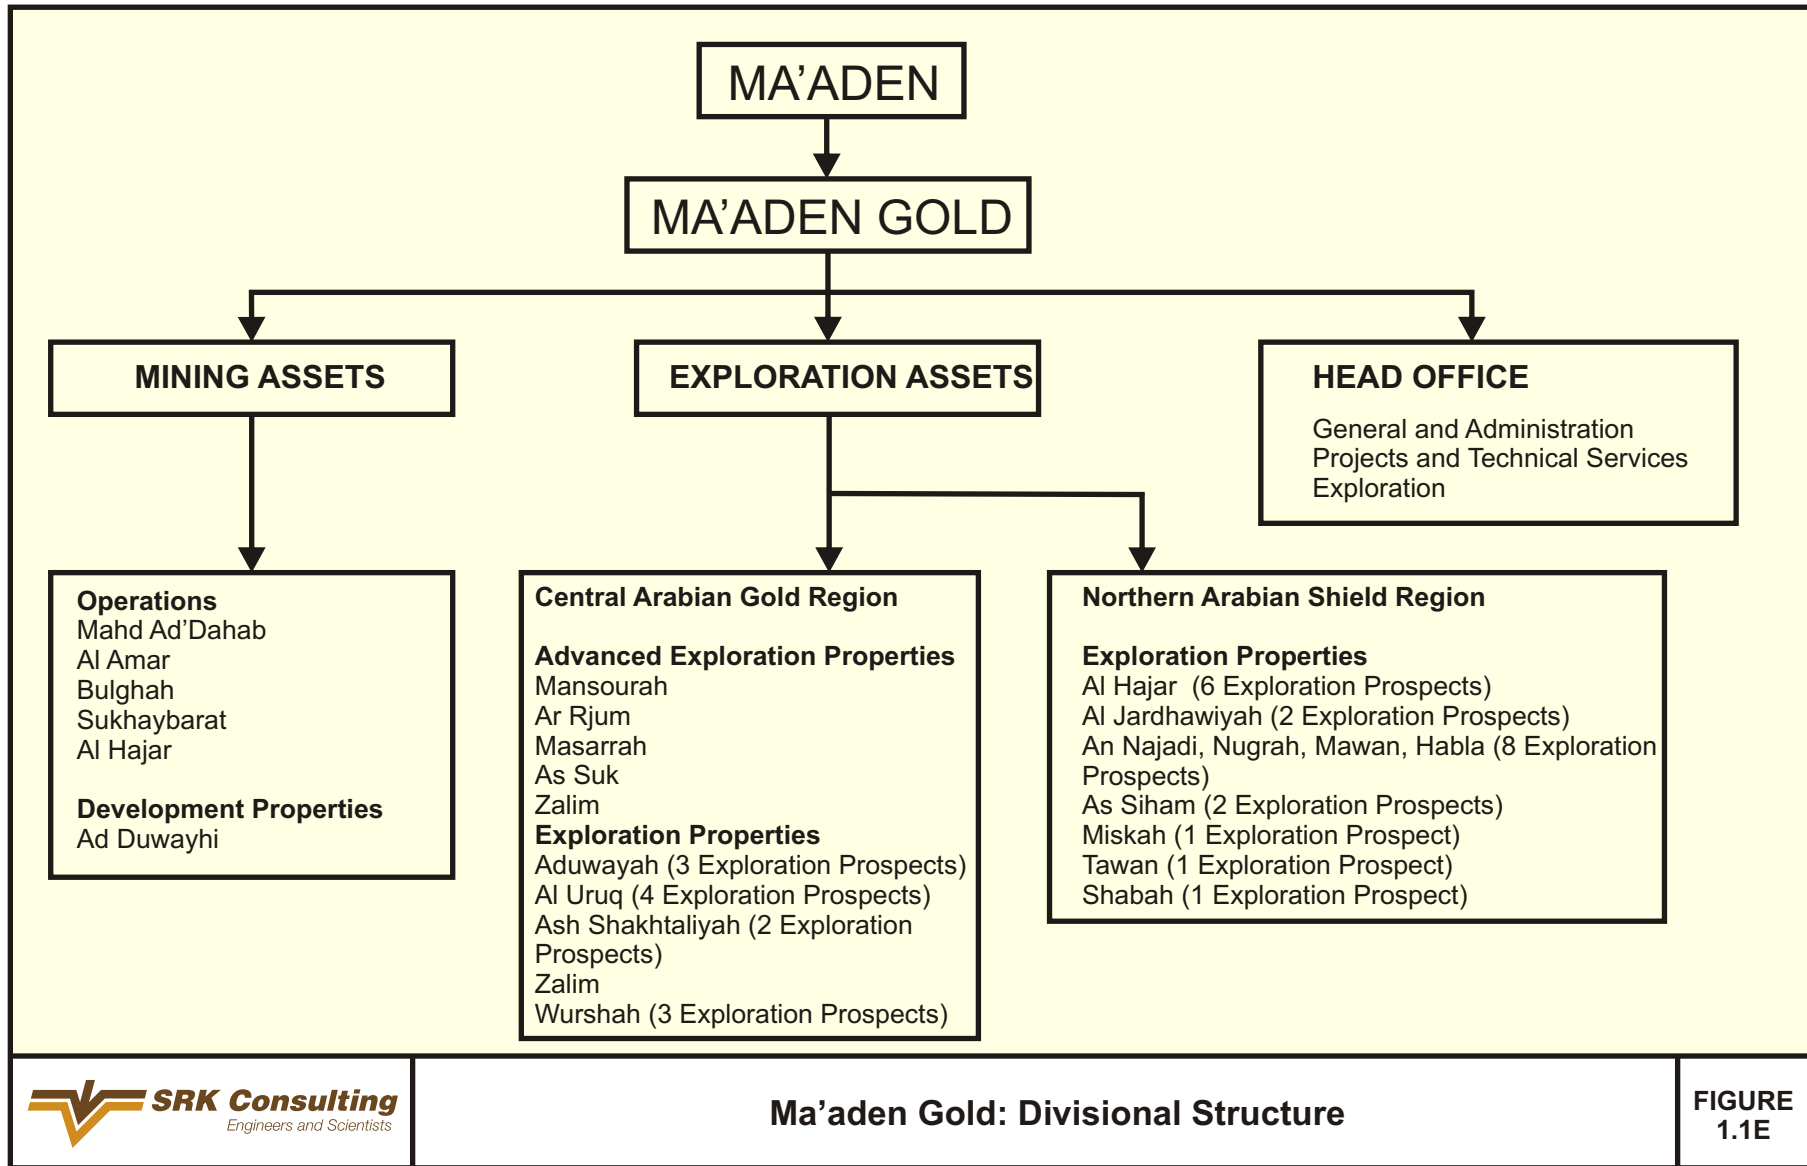 MA’ADEN
MA’ADEN GOLD
MINING ASSETS
EXPLORATION ASSETS
HEAD OFFICE
General and Administration
Projects and Technical Services
Exploration
Operations
Mahd Ad’Dahab
Al Amar
Bulghah
Sukhaybarat
Al Hajar
Development Properties
Ad Duwayhi
Central Arabian Gold Region
Advanced Exploration Properties
Mansourah
Ar Rjum
Masarrah
As Suk
Zalim
Exploration Properties
Aduwayah (3 Exploration Prospects)
Al Uruq (4 Exploration Prospects)
Ash Shakhtaliyah (2 Exploration
Prospects)
Zalim
Wurshah (3 Exploration Prospects)
Northern Arabian Shield Region
Exploration Properties
Al Hajar (6 Exploration Prospects)
Al Jardhawiyah (2 Exploration Prospects)
An Najadi, Nugrah, Mawan, Habla (8 Exploration
Prospects)
As Siham (2 Exploration Prospects)
Miskah (1 Exploration Prospect)
Tawan (1 Exploration Prospect)
Shabah (1 Exploration Prospect)
SRK Consulting
Engineers and Scientists
Ma’aden Gold: Divisional Structure
FIGURE
1.1E